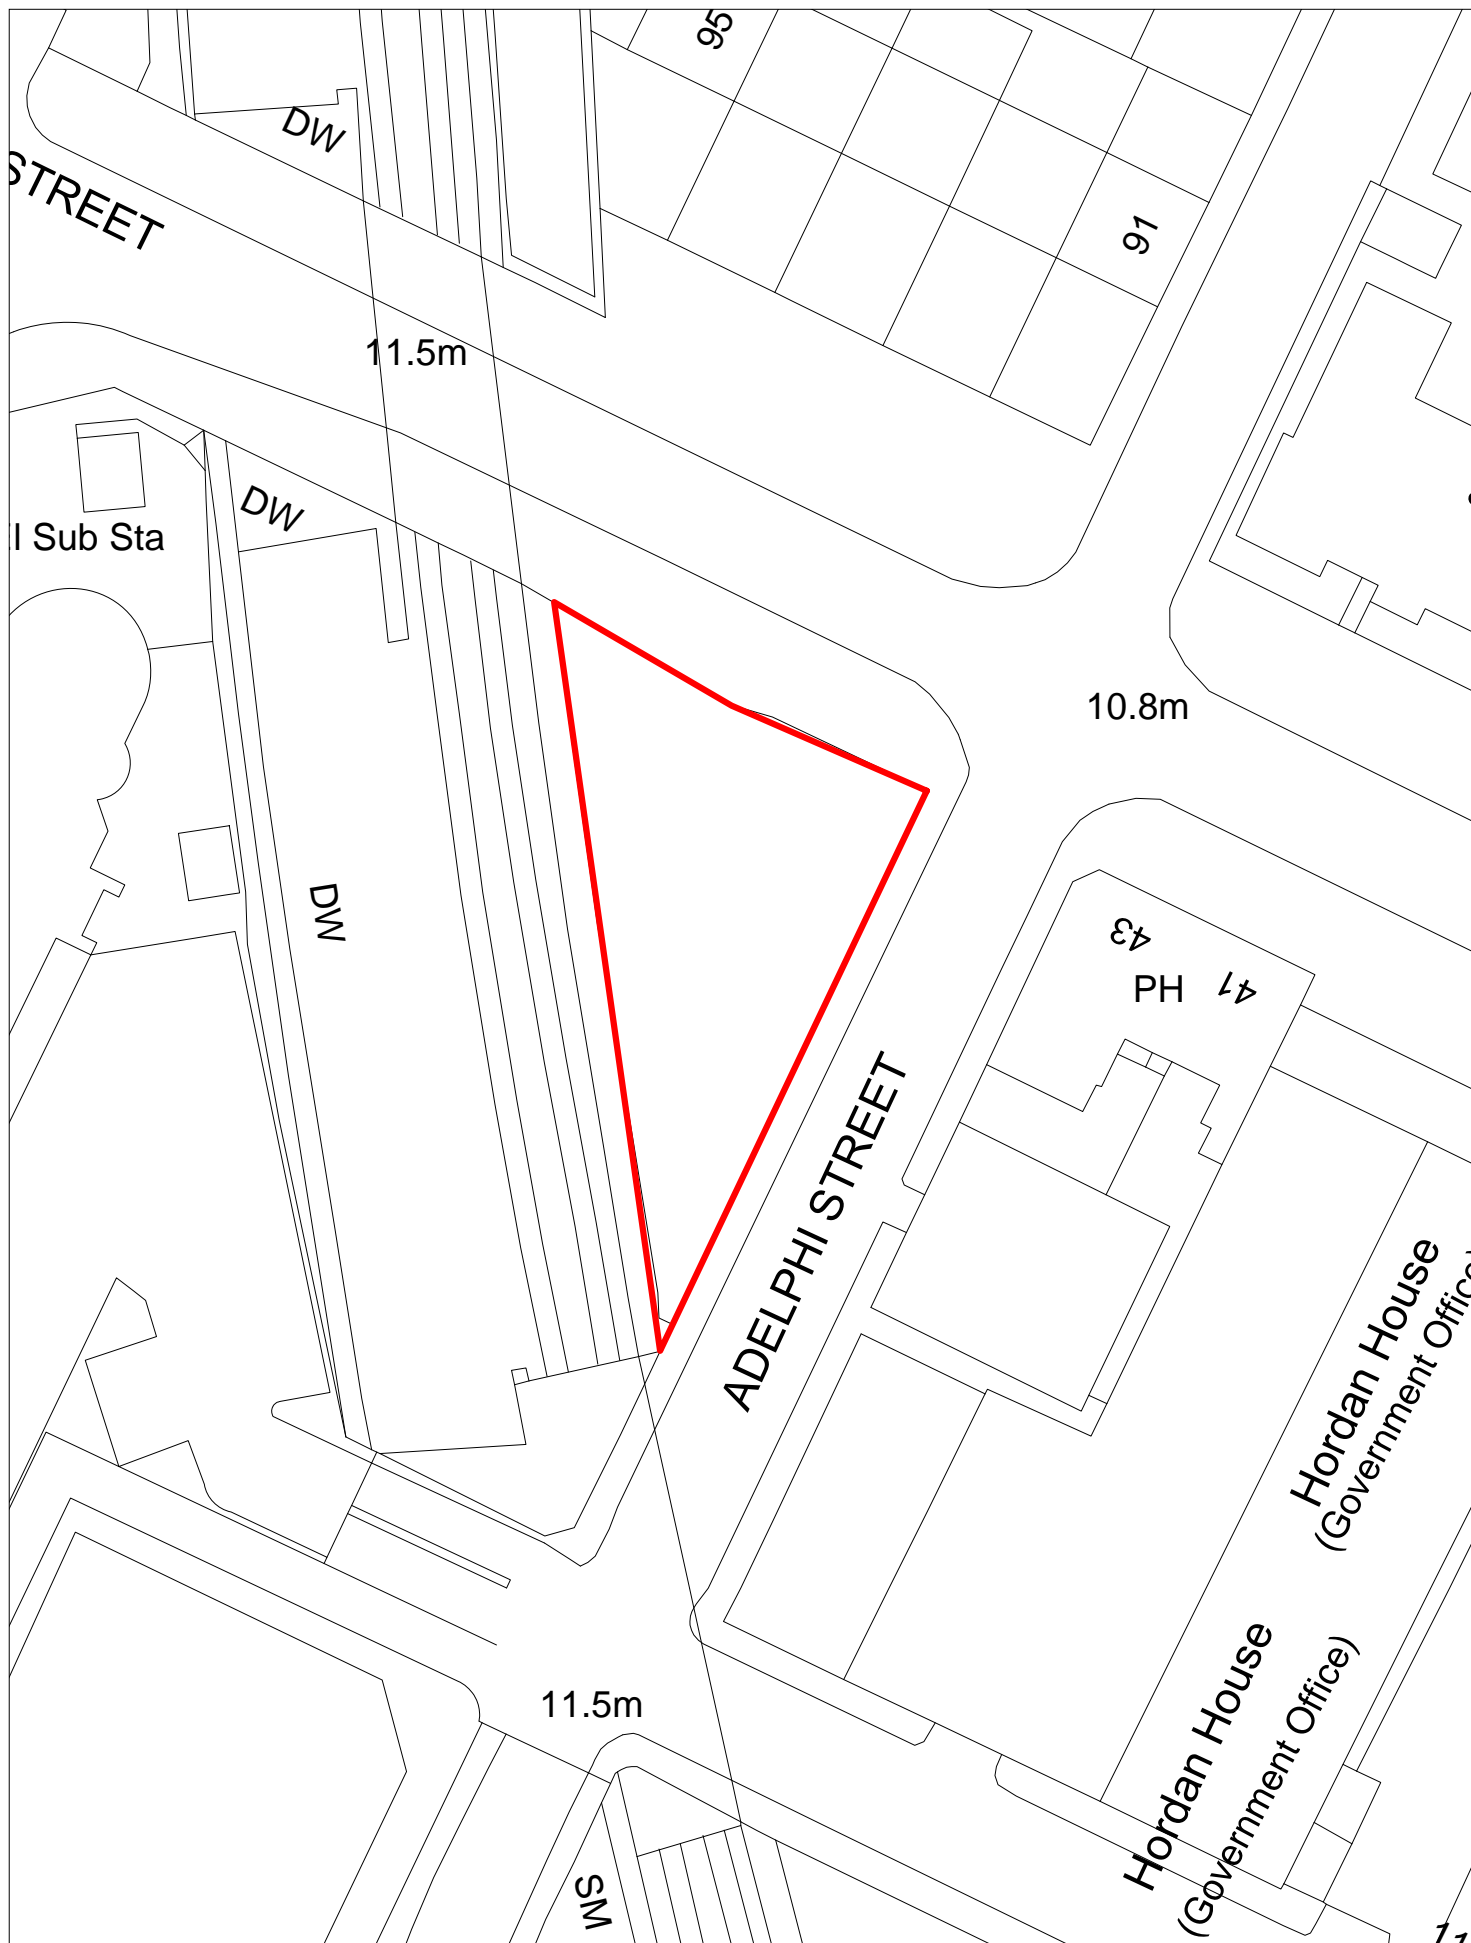 95
DW
STREET
91
11.5m
DW
El Sub Sta
10.8m
DW
43
PH
41
ADELPHI STREET
Hordan House
(Government Office)
Hordan House
(Government Office)
11.5m
SM